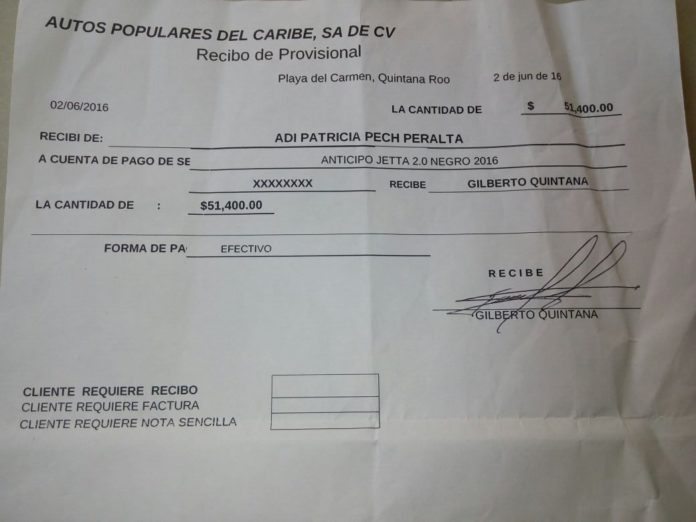 AUTOS POPULARES DEL CARIBE, SA DE CV
Recibo de Provisional
Playa del Carmen, Quintana Roo 2 de jun de 16
02/06/2016 LA CANTIDAD DE $ 51,400.00
RECIBI DE: ADI PATRICIA PECH PERALTA
A CUENTA DE PAGO DE SE ANTICIPO JETTA 2.0 NEGRO 2016
XXXXXXXX RECIBE GILBERTO QUINTANA
LA CANTIDAD DE : $51,400.00
FORMA DE PA EFECTIVO
RECIBE
GILBERTO QUINTANA
CLIENTE REQUIERE RECIBO
CLIENTE REQUIERE FACTURA
CLIENTE REQUIERE NOTA SENCILLA